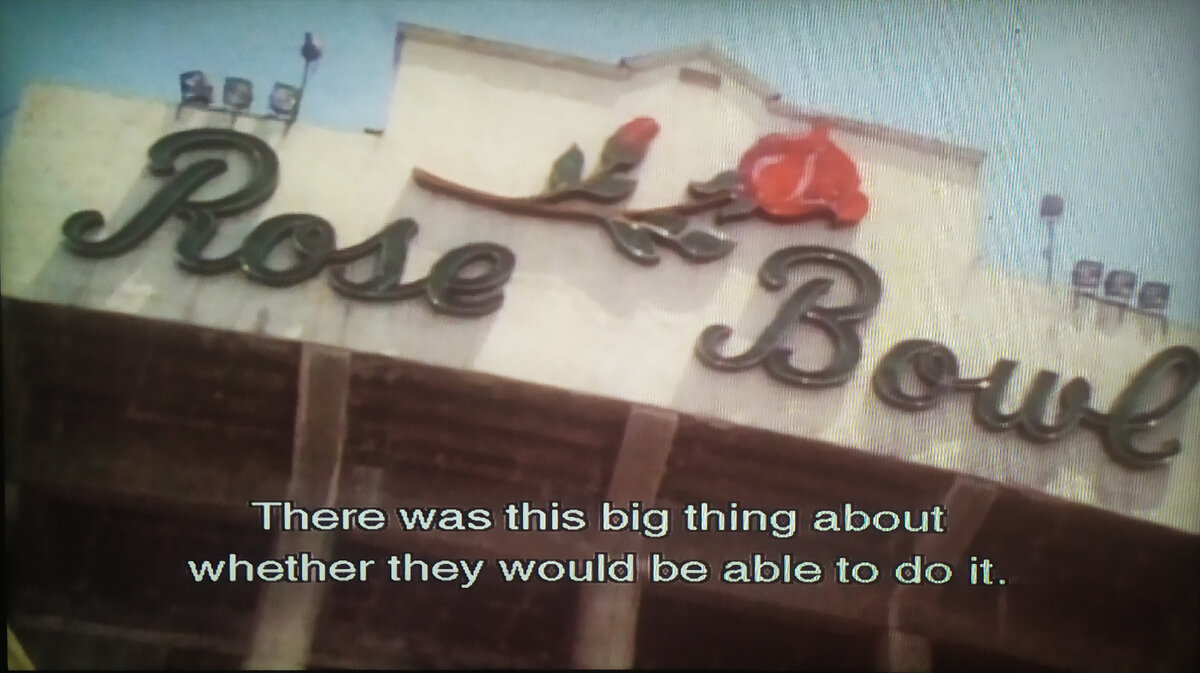 Rose Bowl
There was this big thing about
whether they would be able to do it.